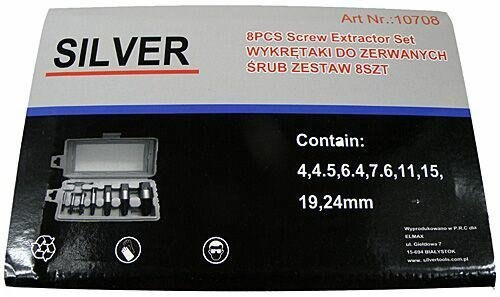 Art Nr.:10708
SILVER
8PCS Screw Extractor Set
WYKRĘTAKI DO ZERWANYCH
ŚRUB ZESTAW 8SZT
Contain:
4,4.5,6.4,7.6,11,15,
19,24mm
Wyprodukowano w P.R.C dla
ELMAX
ul. Giełdowa 7
15-694 BIAŁYSTOK
www.silvertools.com.pl